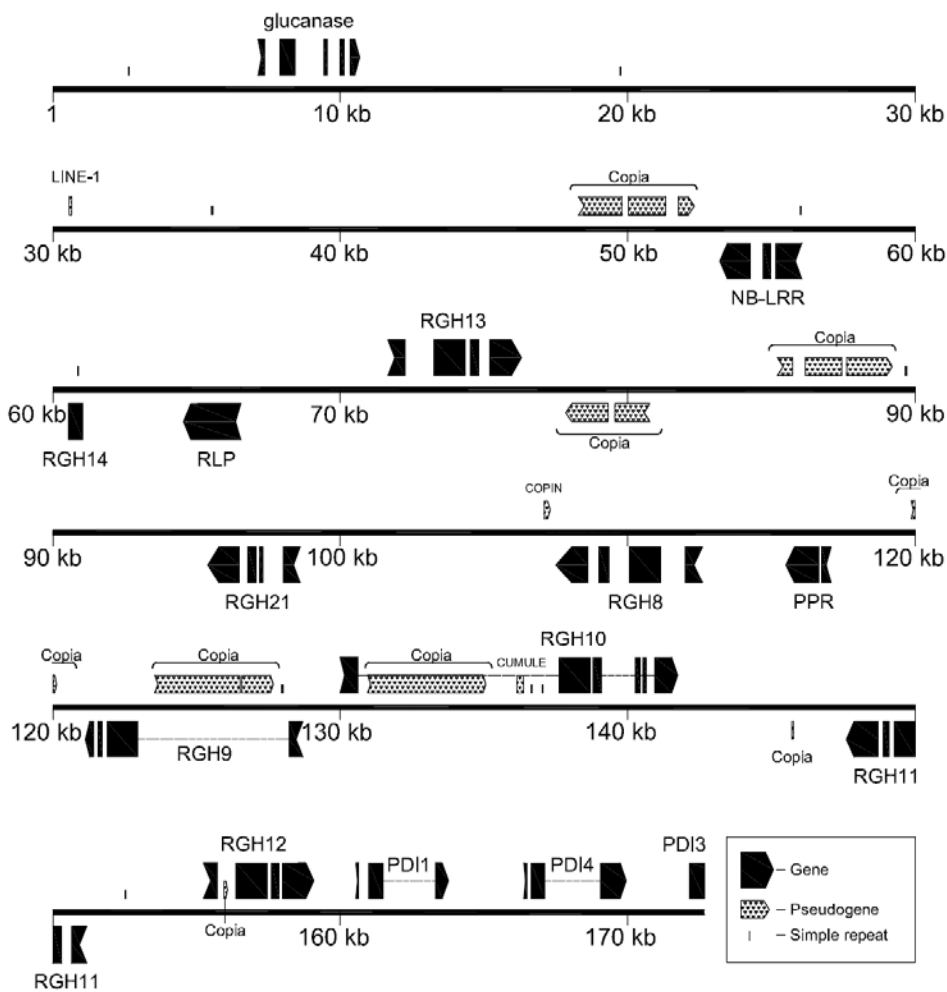 glucanase
1 10 kb 20 kb 30 kb
LINE-1 Copia
30 kb 40 kb 50 kb 60 kb
NB-LRR
RGH13 Copia
60 kb 70 kb 90 kb
RGH14 RLP Copia
COPIN Copia
90 kb 100 kb 120 kb
RGH21 RGH8 PPR
Copia Copia Copia CUMULE RGH10
120 kb 130 kb 140 kb
RGH9 Copia RGH11
RGH12 PDI1 PDI4 PDI3
Copia
160 kb 170 kb
RGH11
– Gene
– Pseudogene
– Simple repeat